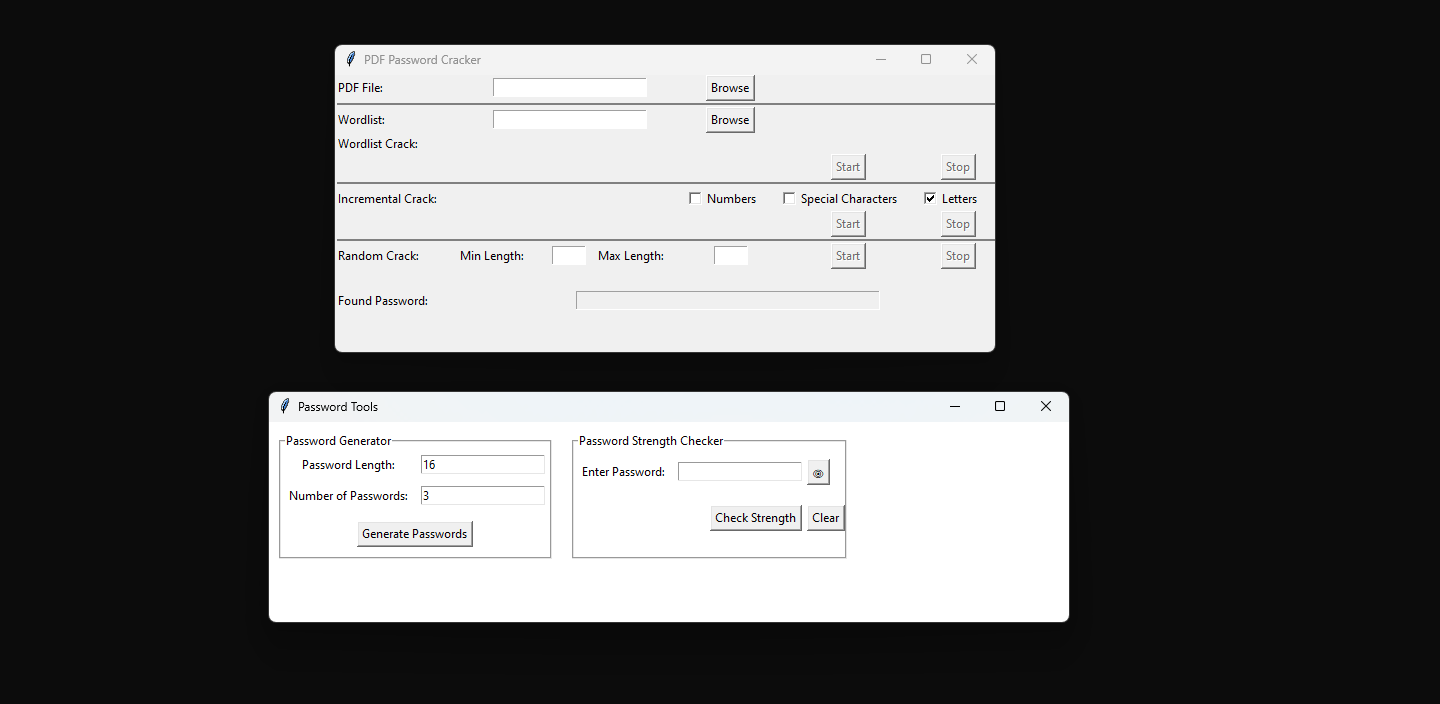 PDF Password Cracker
PDF File: Browse
Wordlist: Browse
Wordlist Crack:
Start Stop
Incremental Crack: Numbers Special Characters Letters
Start Stop
Random Crack: Min Length: Max Length: Start Stop
Found Password:
Password Tools
Password Generator
Password Length: 16
Number of Passwords: 3
Generate Passwords
Password Strength Checker
Enter Password:
Check Strength Clear